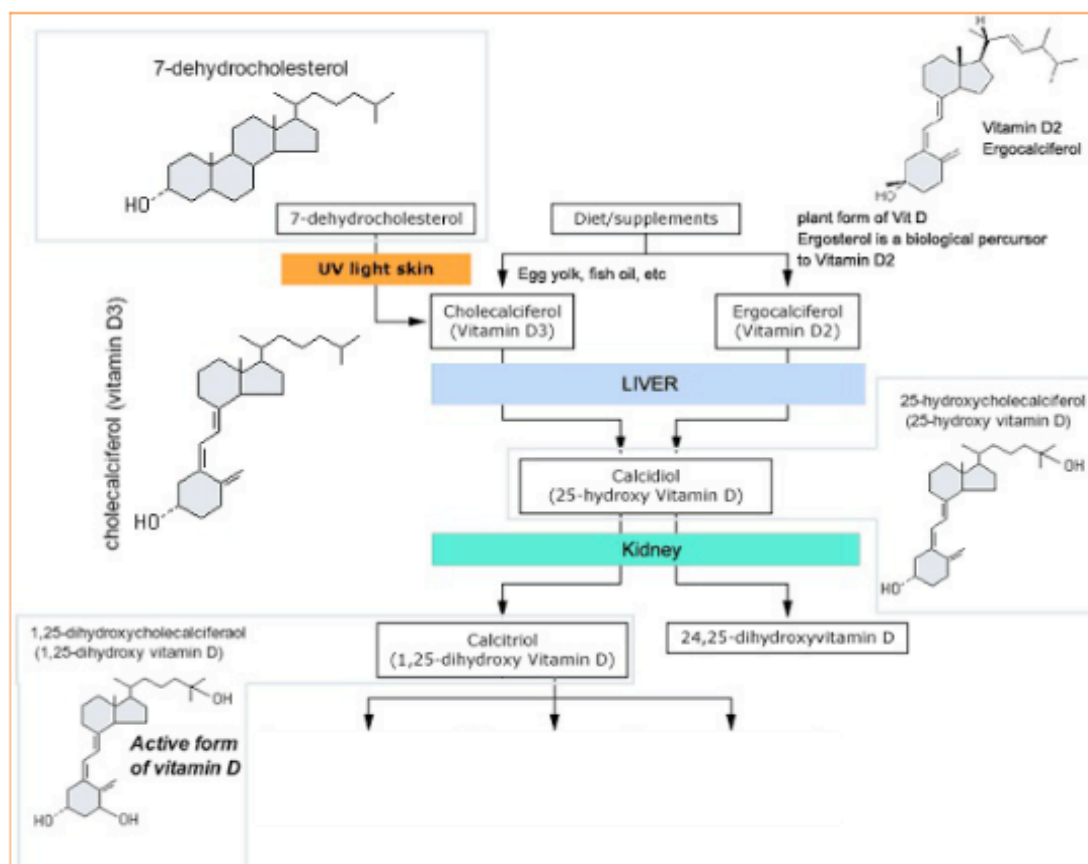 7-dehydrocholesterol
HO
7-dehydrocholesterol
UV light skin
H
HO
Vitamin D2
Ergocalciferol
plant form of Vit D
Ergosterol is a biological percursor
to Vitamin D2
Diet/supplements
Egg yolk, fish oil, etc
Cholecalciferol
(Vitamin D3)
Ergocalciferol
(Vitamin D2)
cholecalciferol (vitamin D3)
HO
LIVER
25-hydroxycholecalciferol
(25-hydroxy vitamin D)
OH
HO
Calcidiol
(25-hydroxy Vitamin D)
Kidney
1,25-dihydroxycholecalciferaol
(1,25-dihydroxy vitamin D)
OH
HO
OH
Active form
of vitamin D
Calcitriol
(1,25-dihydroxy Vitamin D)
24,25-dihydroxyvitamin D